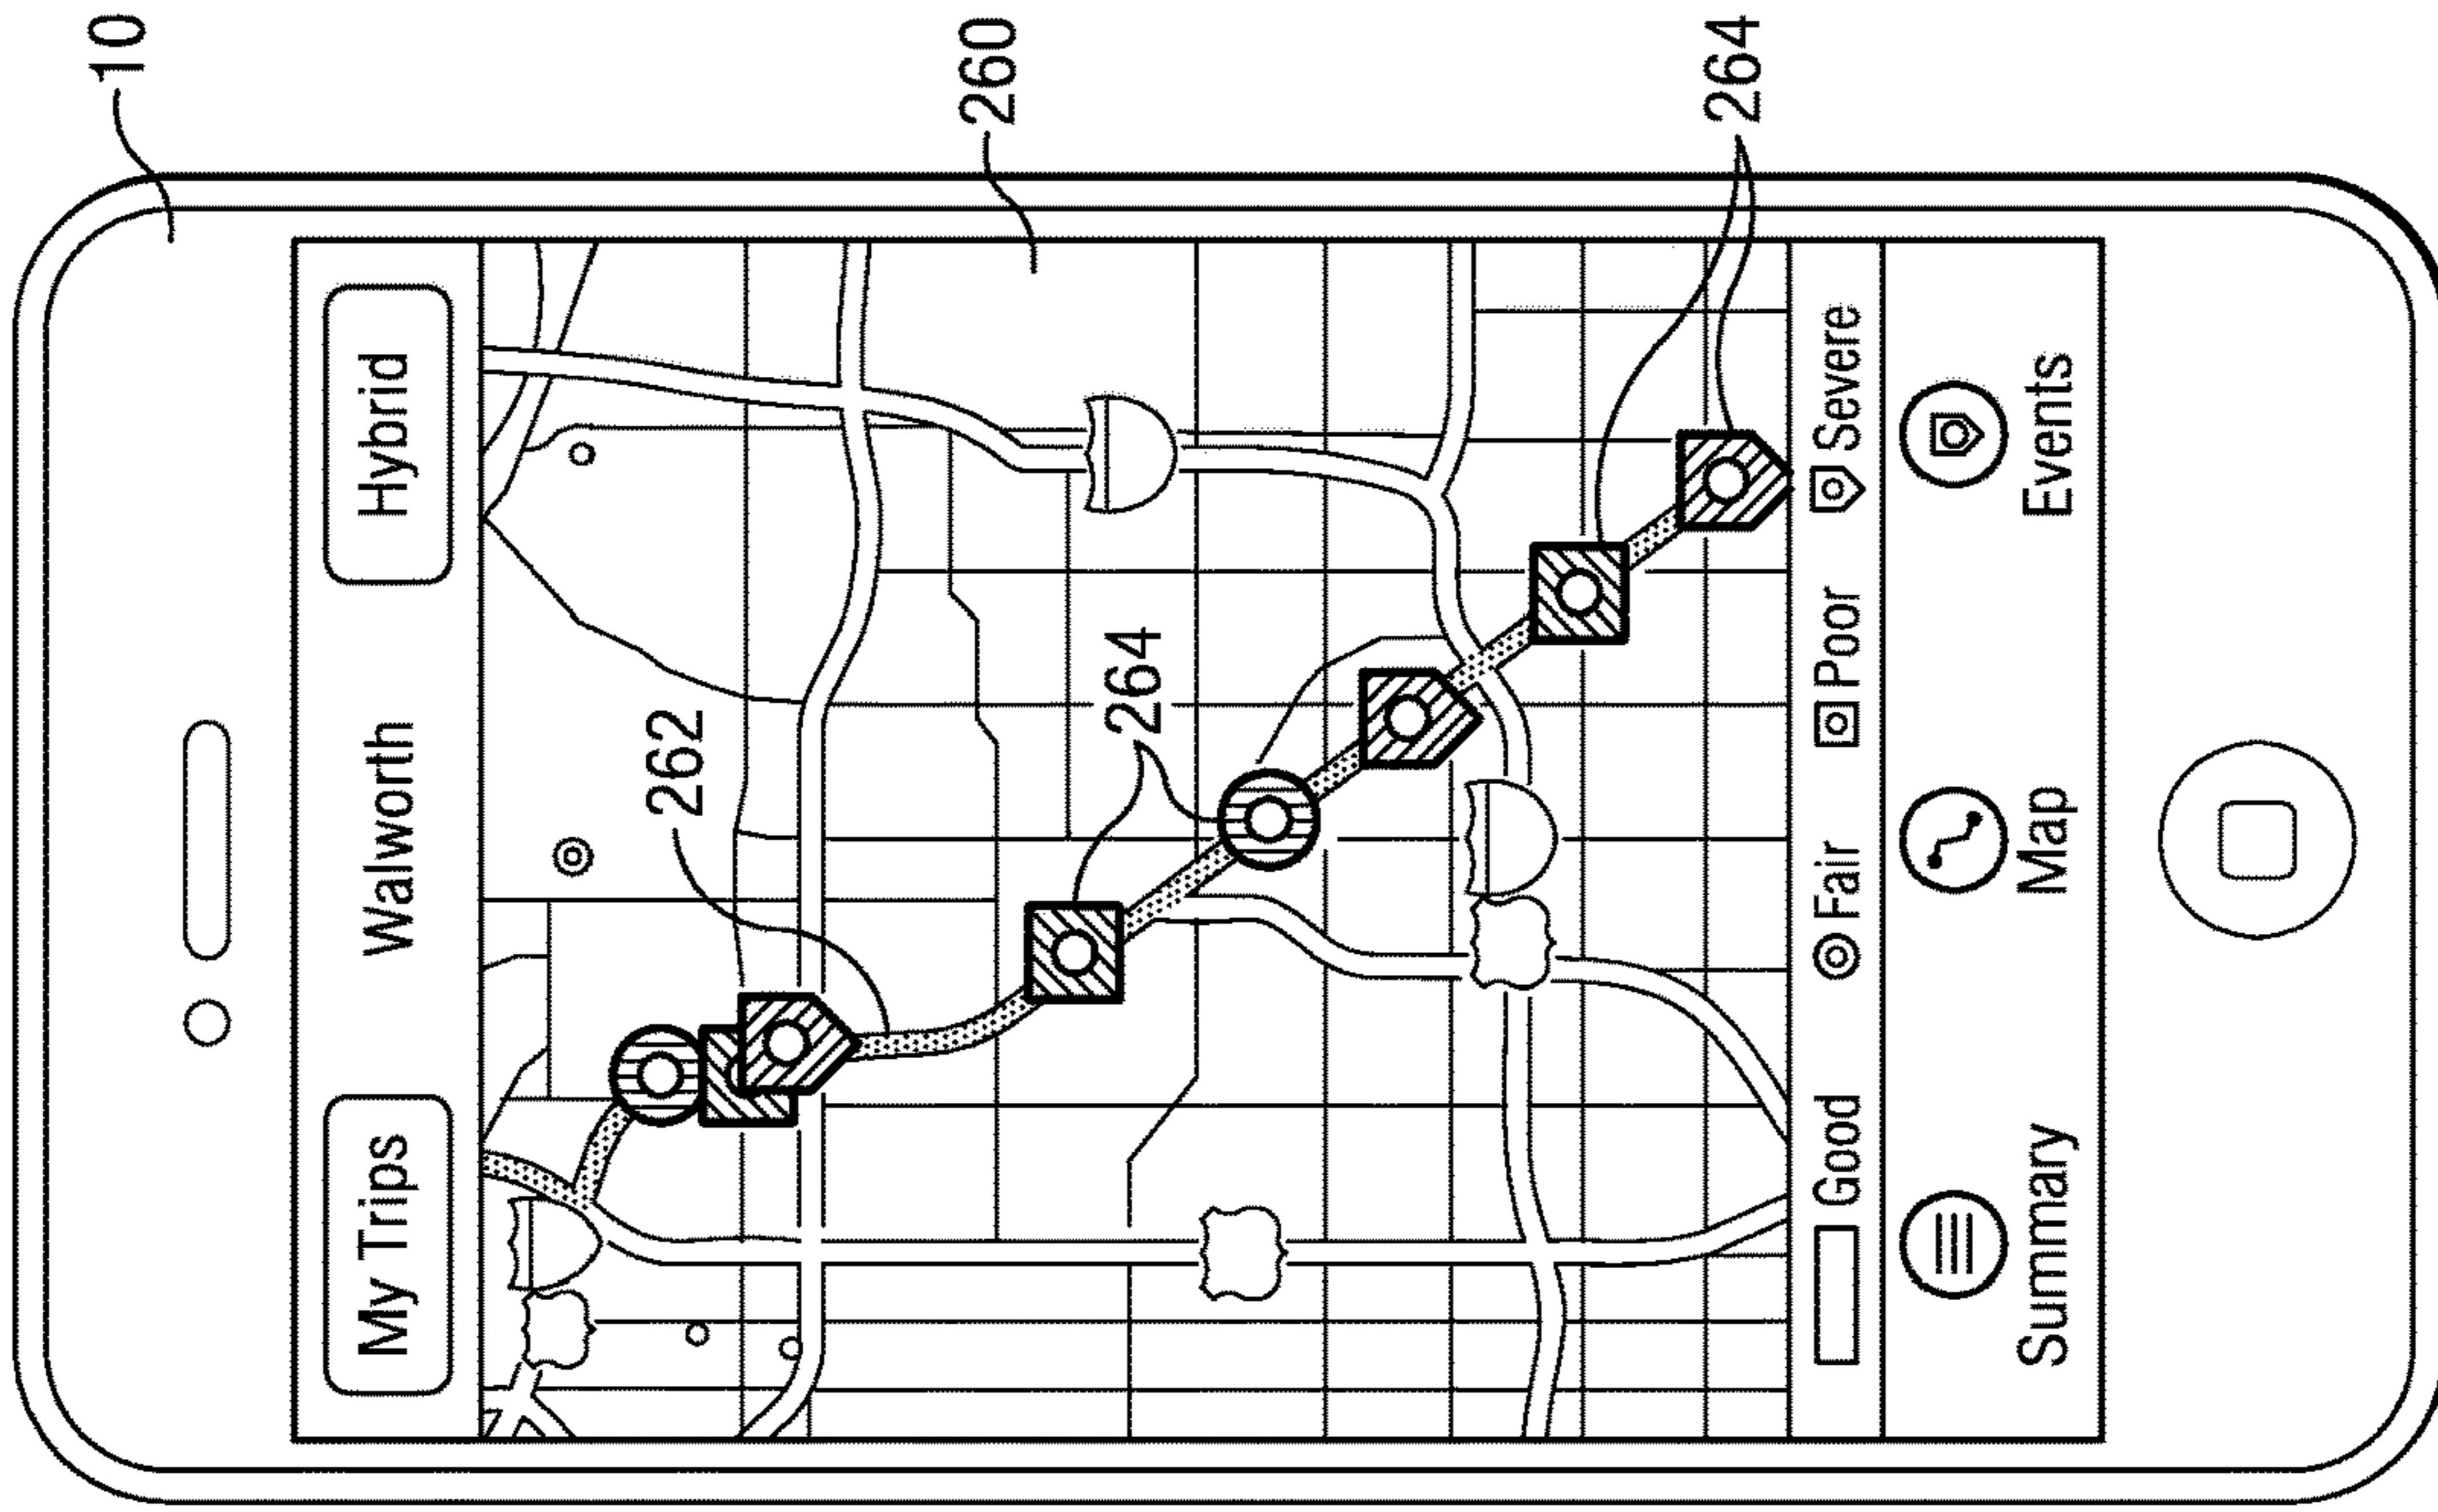 10
My Trips Walworth Hybrid
262
260
264
264
Good Fair Poor Severe
Summary Map Events